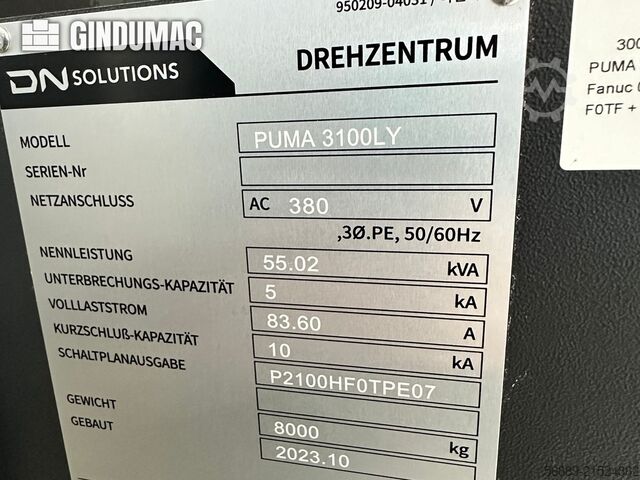 950209-04031 /
GINDUMAC
DN SOLUTIONS
DREHZENTRUM
MODELL PUMA 3100LY
SERIEN-Nr
NETZANSCHLUSS AC 380 V
,3Ø.PE, 50/60Hz
NENNLEISTUNG 55.02 kVA
UNTERBRECHUNGS-KAPAZITÄT 5 kA
VOLLLASTSTROM 83.60 A
KURZSCHLUß-KAPAZITÄT 10 kA
SCHALTPLANAUSGABE P2100HF0TPE07
GEWICHT 8000 kg
GEBAUT 2023.10
300
PUMA
Fanuc
F0TF +